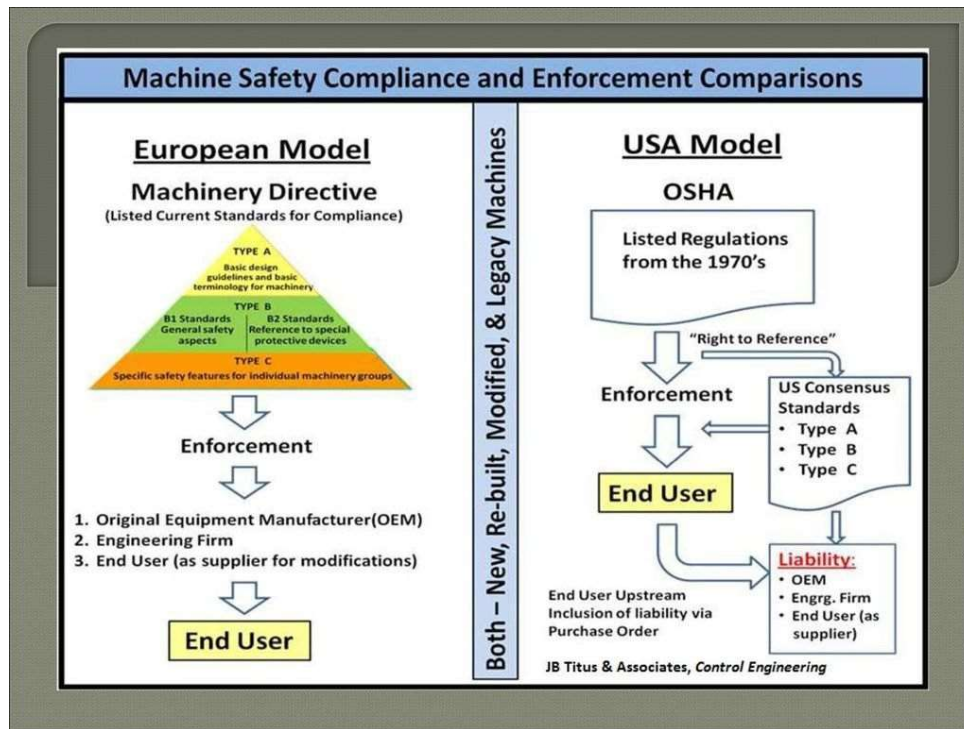 Machine Safety Compliance and Enforcement Comparisons
European Model
Machinery Directive
(Listed Current Standards for Compliance)
TYPE A
Basic design
guidelines and basic
terminology for machinery
TYPE B
B1 Standards
General safety
aspects
B2 Standards
Reference to special
protective devices
TYPE C
Specific safety features for individual machinery groups
Enforcement
1. Original Equipment Manufacturer(OEM)
2. Engineering Firm
3. End User (as supplier for modifications)
End User
Both – New, Re-built, Modified, & Legacy Machines
USA Model
OSHA
Listed Regulations
from the 1970's
"Right to Reference"
Enforcement
US Consensus
Standards
• Type A
• Type B
• Type C
End User
Liability:
• OEM
• Engrg. Firm
• End User (as
supplier)
End User Upstream
Inclusion of liability via
Purchase Order
JB Titus & Associates, Control Engineering